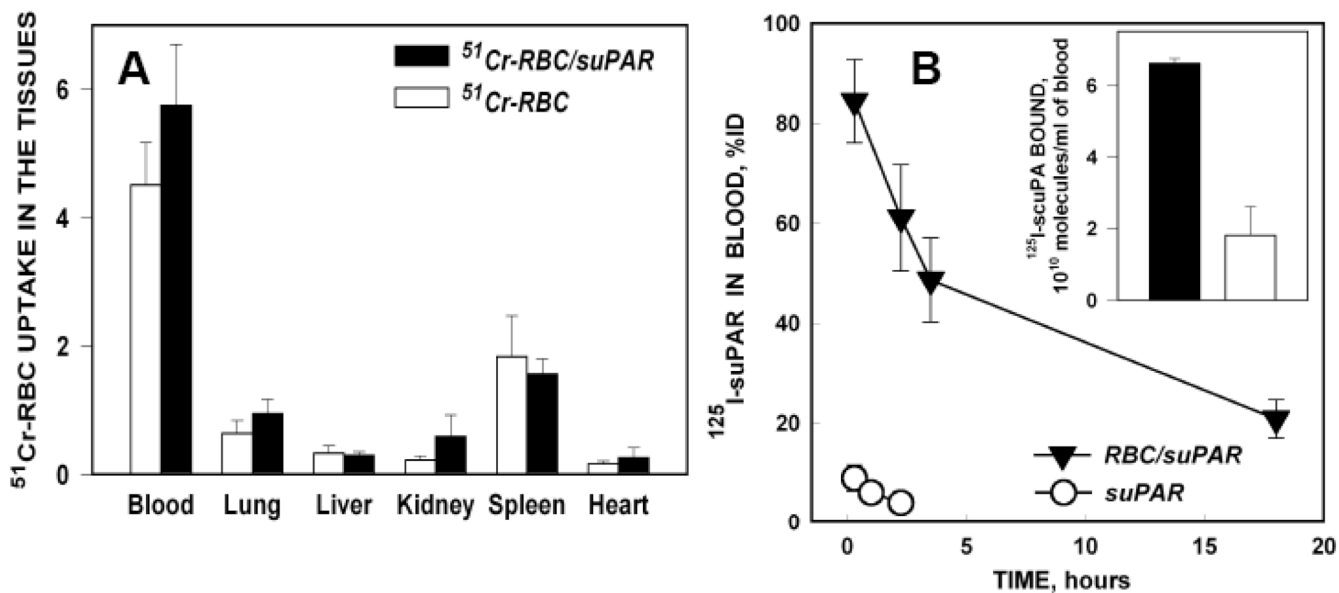 ⁵¹Cr-RBC UPTAKE IN THE TISSUES
A
⁵¹Cr-RBC/suPAR
⁵¹Cr-RBC
6
4
2
0
Blood Lung Liver Kidney Spleen Heart
¹²⁵I-suPAR IN BLOOD, %ID
B
100
80
60
40
20
0
¹²⁵I-scuPA BOUND,
10¹⁰ molecules/ml of blood
6
4
2
0
RBC/suPAR
suPAR
0 5 10 15 20
TIME, hours